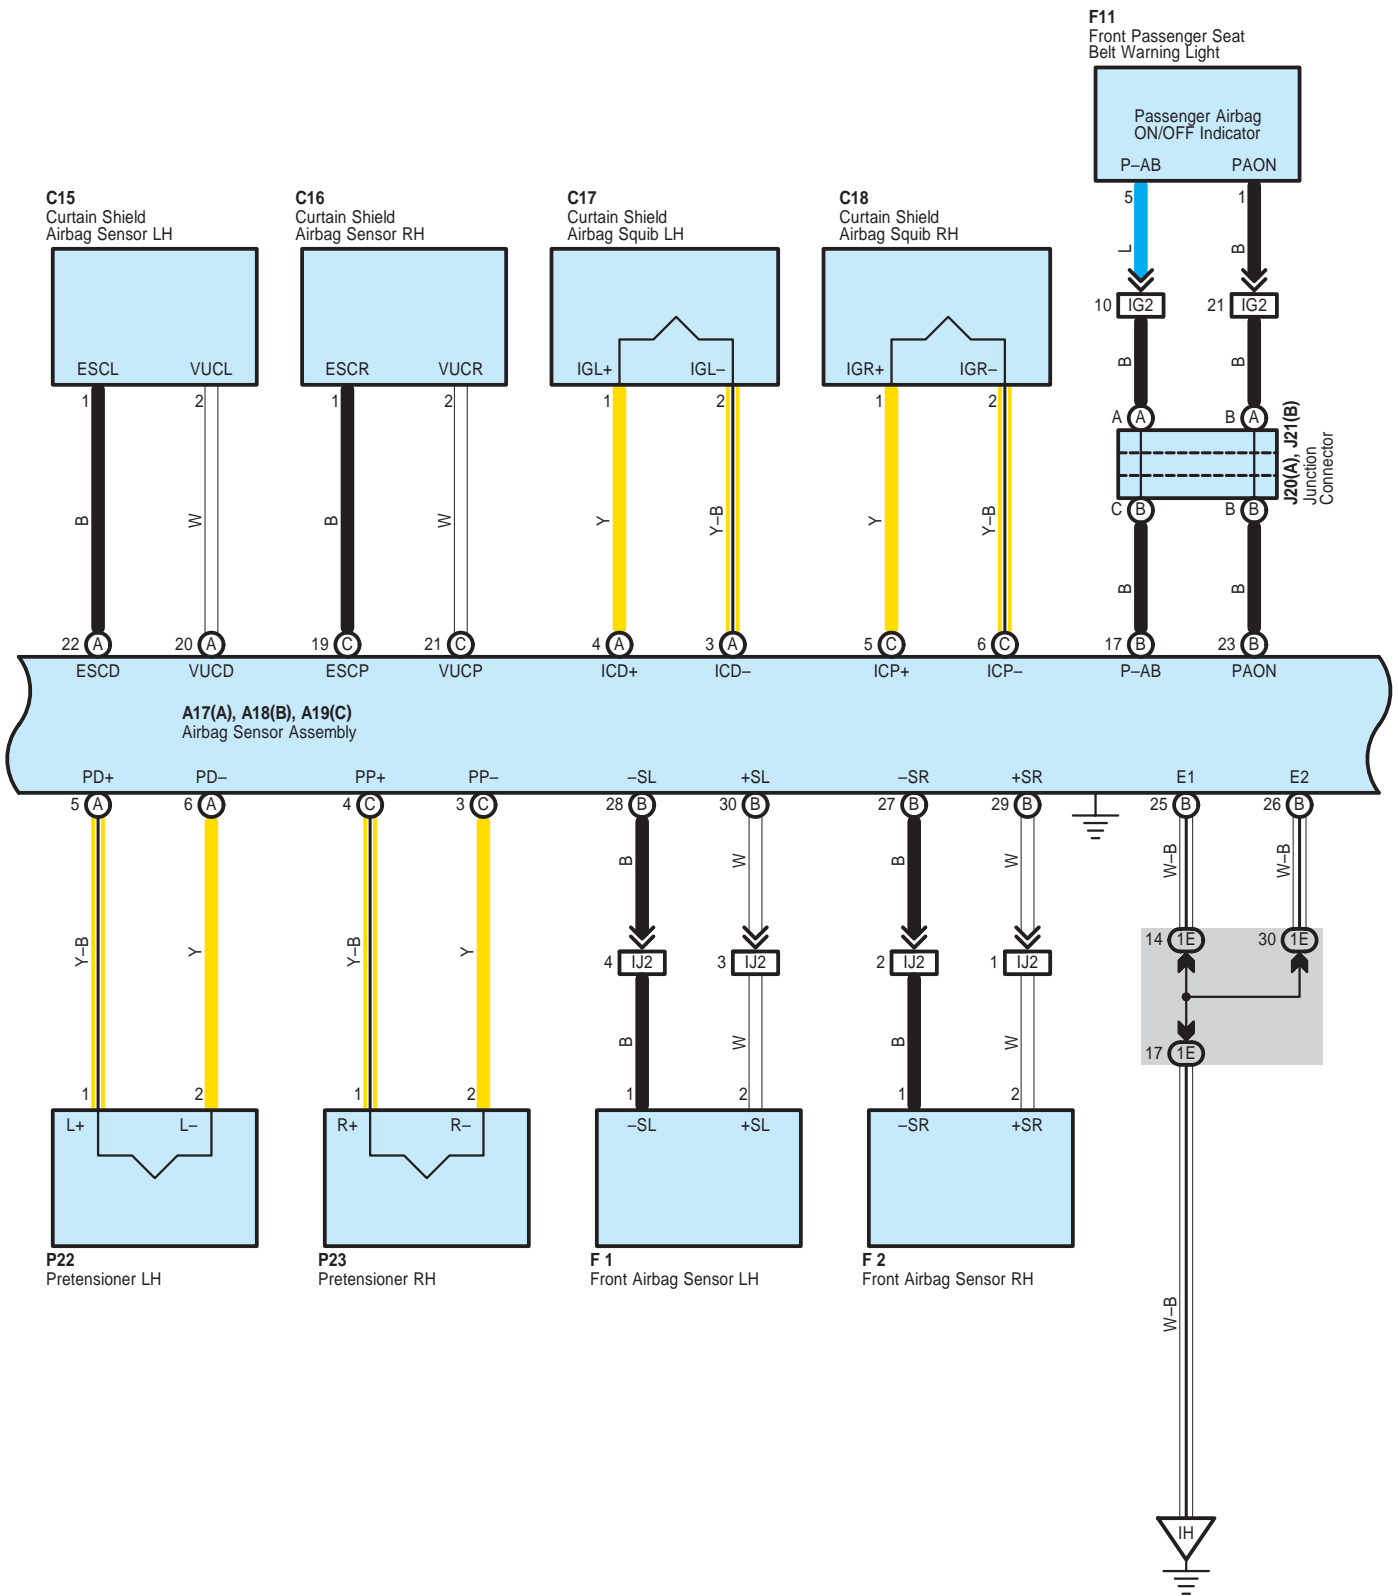 F11
Front Passenger Seat
Belt Warning Light
Passenger Airbag
ON/OFF Indicator
P–AB PAON
5 1
L B
10 IG2 21 IG2
B B
A A B A
J20(A), J21(B)
Junction
Connector
C B B B
B B
C15
Curtain Shield
Airbag Sensor LH
ESCL VUCL
1 2
B W
C16
Curtain Shield
Airbag Sensor RH
ESCR VUCR
1 2
B W
C17
Curtain Shield
Airbag Squib LH
IGL+ IGL–
1 2
Y Y–B
C18
Curtain Shield
Airbag Squib RH
IGR+ IGR–
1 2
Y Y–B
22 A 20 A 19 C 21 C 4 A 3 A 5 C 6 C 17 B 23 B
ESCD VUCD ESCP VUCP ICD+ ICD– ICP+ ICP– P–AB PAON
A17(A), A18(B), A19(C)
Airbag Sensor Assembly
PD+ PD– PP+ PP– –SL +SL –SR +SR E1 E2
5 A 6 A 4 C 3 C 28 B 30 B 27 B 29 B 25 B 26 B
B W B W W–B W–B
Y–B Y Y–B Y
4 IJ2 3 IJ2 2 IJ2 1 IJ2
14 1E 30 1E
B W B W
17 1E
1 2 1 2 1 2 1 2
L+ L– R+ R– –SL +SL –SR +SR
P22
Pretensioner LH
P23
Pretensioner RH
F 1
Front Airbag Sensor LH
F 2
Front Airbag Sensor RH
W–B
IH